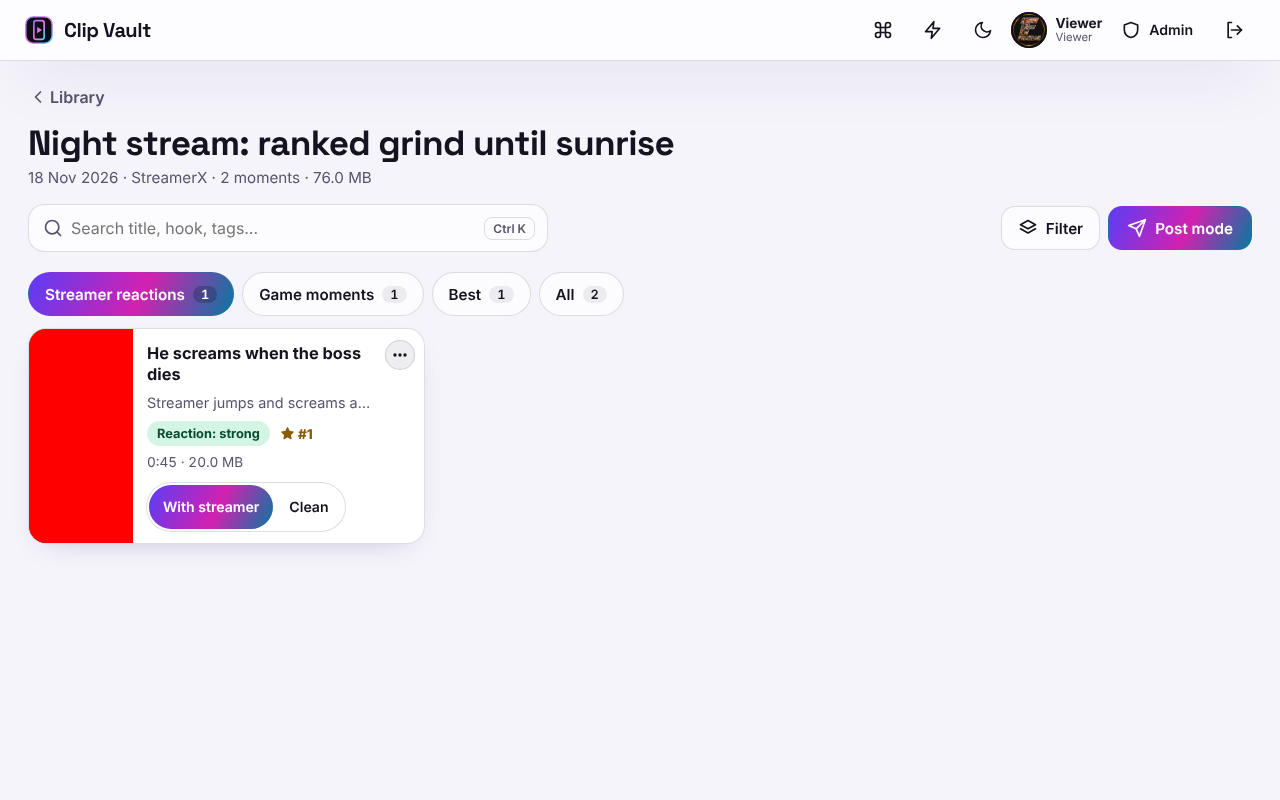 Clip Vault
Viewer
Viewer
Admin
Library
Night stream: ranked grind until sunrise
18 Nov 2026 · StreamerX · 2 moments · 76.0 MB
Search title, hook, tags...
Ctrl K
Filter
Post mode
Streamer reactions 1
Game moments 1
Best 1
All 2
He screams when the boss
dies
Streamer jumps and screams a...
Reaction: strong
#1
0:45 · 20.0 MB
With streamer
Clean